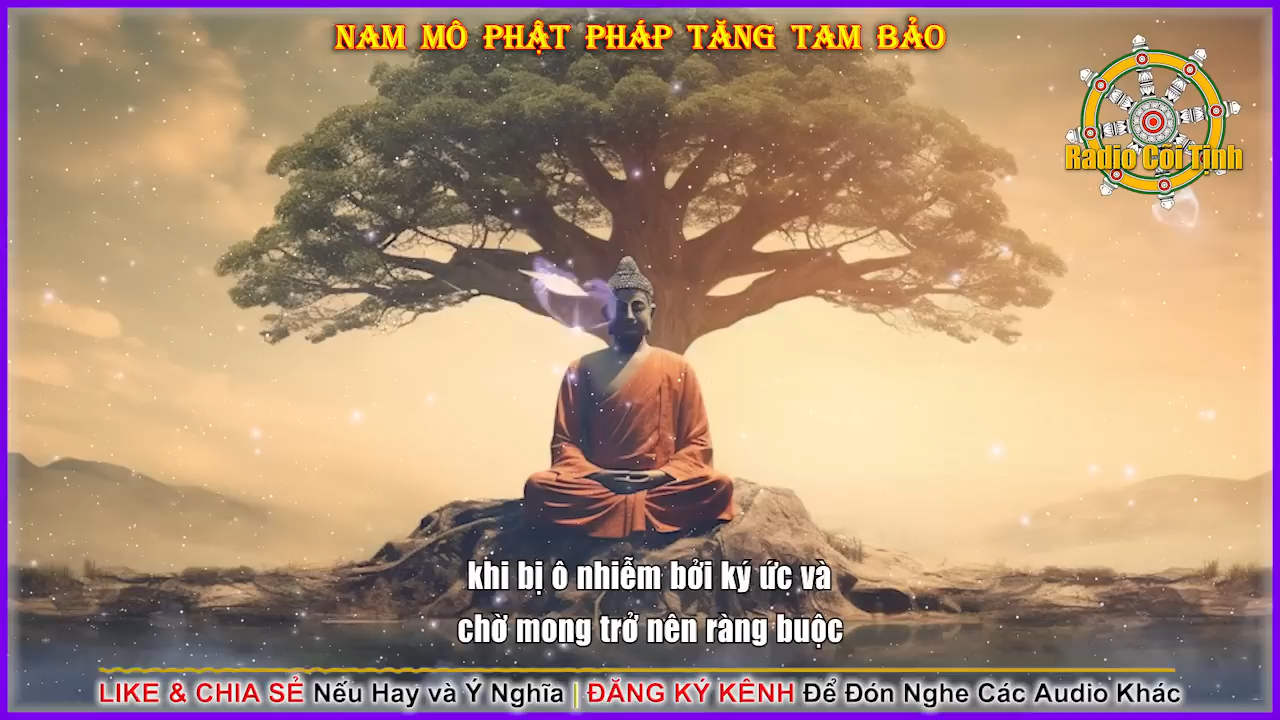 NAM MÔ PHẬT PHÁP TĂNG TAM BẢO
Radio Cõi Tịnh
khi bị ô nhiễm bởi ký ức và
chờ mong trở nên ràng buộc
LIKE & CHIA SẺ Nếu Hay và Ý Nghĩa | ĐĂNG KÝ KÊNH Để Đón Nghe Các Audio Khác